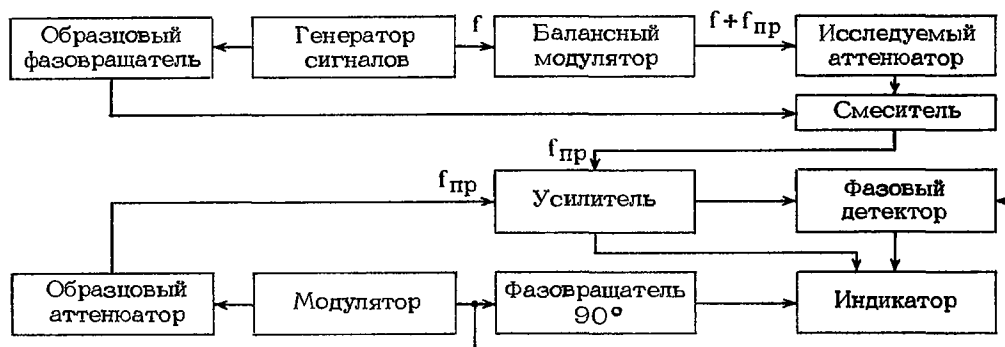 Образцовый
фазовращатель
Генератор
сигналов
f
Балансный
модулятор
f + fпр
Исследуемый
аттенюатор
Смеситель
fпр
fпр
Усилитель
Фазовый
детектор
Образцовый
аттенюатор
Модулятор
Фазовращатель
90°
Индикатор